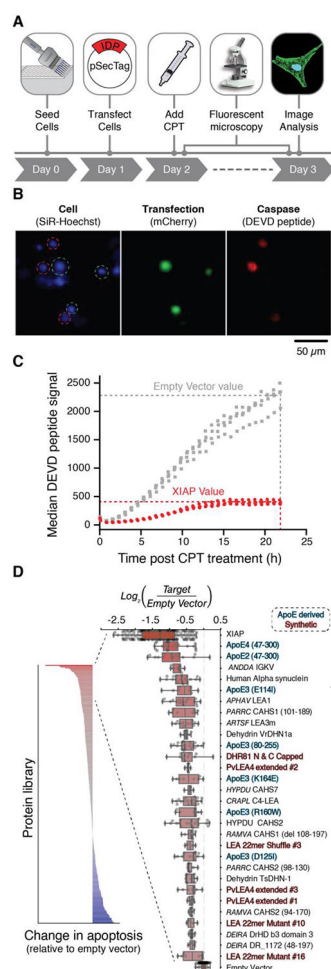 A
IDP
pSecTag
Seed
Cells
Transfect
Cells
Add
CPT
Fluorescent
microscopy
Image
Analysis
Day 0
Day 1
Day 2
Day 3
B
Cell
(SiR-Hoechst)
Transfection
(mCherry)
Caspase
(DEVD peptide)
50 µm
C
Median DEVD peptide signal
2500
2000
1500
1000
500
0
Empty Vector value
XIAP Value
0
5
10
15
20
25
Time post CPT treatment (h)
D
Log2(Target/Empty Vector)
ApoE derived
Synthetic
-2.5
-1.5
-0.5
0.5
XIAP
ApoE4 (47-300)
ApoE2 (47-300)
ANDDA IGKV
Human Alpha synuclein
ApoE3 (E114I)
APHAV LEA1
PARRC CAHS1 (101-189)
ARTSF LEA3m
Dehydrin VrDHN1a
ApoE3 (80-255)
DHR81 N & C Capped
PvLEA4 extended #2
ApoE3 (K164E)
HYPDU CAHS7
CRAPL C4-LEA
ApoE3 (R160W)
HYPDU CAHS2
RAMVA CAHS1 (del 108-197)
LEA 22mer Shuffle #3
ApoE3 (D125I)
PARRC CAHS2 (98-130)
Dehydrin TsDHN-1
PvLEA4 extended #3
PvLEA4 extended #1
RAMVA CAHS2 (94-170)
LEA 22mer Mutant #10
DEIRA DrHD b3 domain 3
DEIRA DR_1172 (48-197)
LEA 22mer Mutant #16
Empty Vector
Protein library
Change in apoptosis
(relative to empty vector)